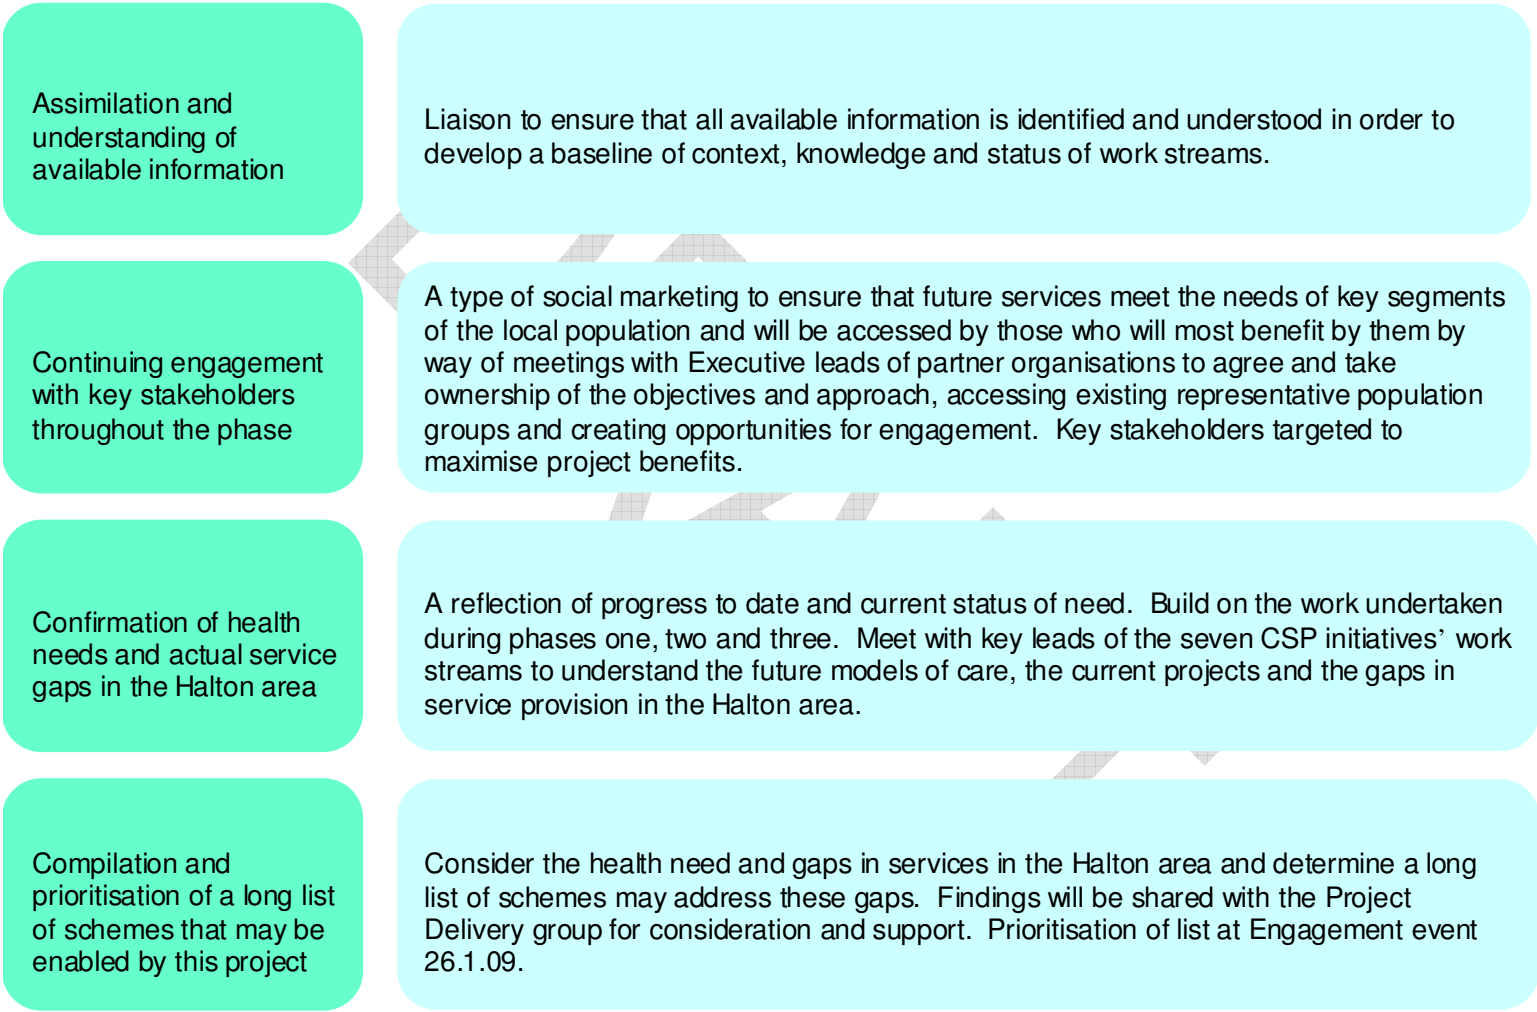 Assimilation and
understanding of
available information
Liaison to ensure that all available information is identified and understood in order to
develop a baseline of context, knowledge and status of work streams.
Continuing engagement
with key stakeholders
throughout the phase
A type of social marketing to ensure that future services meet the needs of key segments
of the local population and will be accessed by those who will most benefit by them by
way of meetings with Executive leads of partner organisations to agree and take
ownership of the objectives and approach, accessing existing representative population
groups and creating opportunities for engagement.  Key stakeholders targeted to
maximise project benefits.
Confirmation of health
needs and actual service
gaps in the Halton area
A reflection of progress to date and current status of need.  Build on the work undertaken
during phases one, two and three.  Meet with key leads of the seven CSP initiatives’ work
streams to understand the future models of care, the current projects and the gaps in
service provision in the Halton area.
Compilation and
prioritisation of a long list
of schemes that may be
enabled by this project
Consider the health need and gaps in services in the Halton area and determine a long
list of schemes may address these gaps.  Findings will be shared with the Project
Delivery group for consideration and support.  Prioritisation of list at Engagement event
26.1.09.